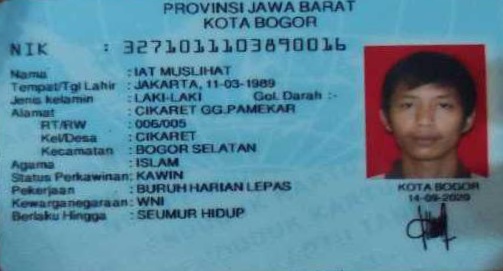 PROVINSI JAWA BARAT
KOTA BOGOR
NIK : 3271011103890016
Nama : IAT MUSLIHAT
Tempat/Tgl Lahir : JAKARTA, 11-03-1989
Jenis kelamin : LAKI-LAKI Gol. Darah :-
Alamat : CIKARET GG.PAMEKAR
RT/RW : 006/005
Kel/Desa : CIKARET
Kecamatan : BOGOR SELATAN
Agama : ISLAM
Status Perkawinan: KAWIN
Pekerjaan : BURUH HARIAN LEPAS
Kewarganegaraan: WNI
Berlaku Hingga : SEUMUR HIDUP
KOTA BOGOR
14-09-2020